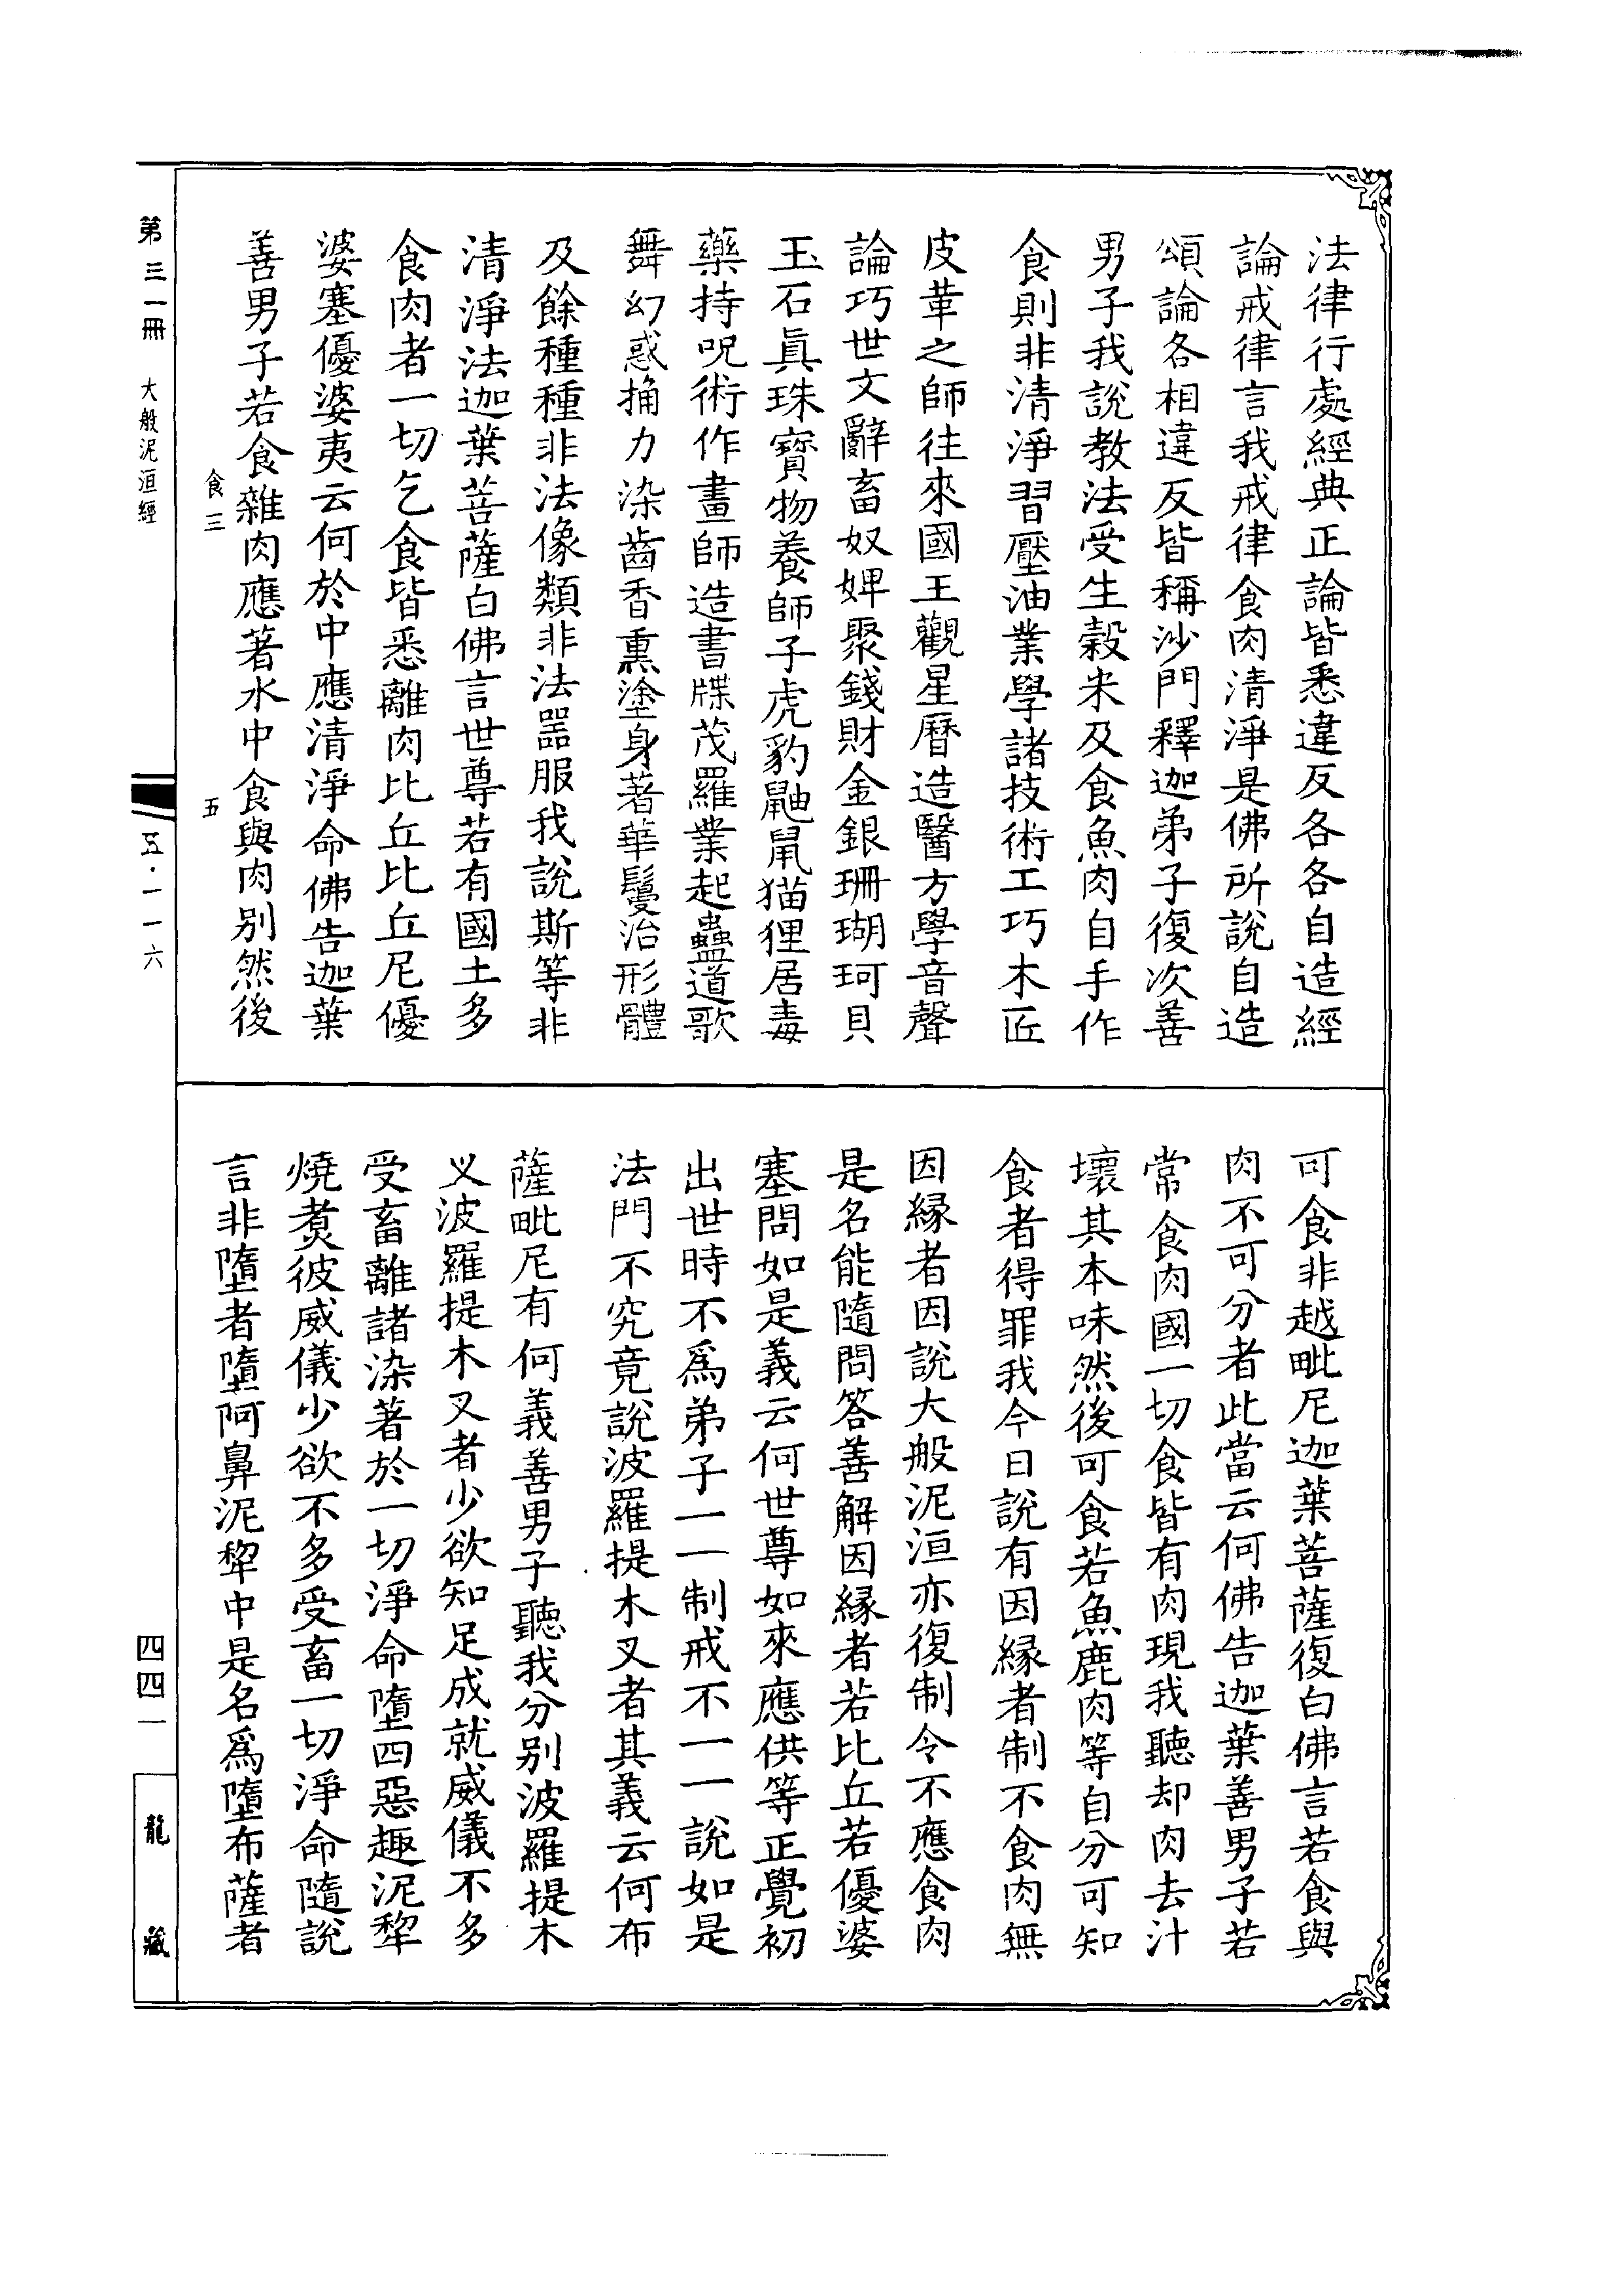 法律行處經典正論皆悉違反各各自造經
論戒律言我戒律食肉清淨是佛所說自造
頌論各相違反皆稱沙門釋迦弟子復次善
男子我說教法受生穀米及食魚肉自手作
食則非清淨習壓油業學諸技術工巧木匠
皮革之師往來國王觀星曆造醫方學音聲
論巧世文辭畜奴婢聚錢財金銀珊瑚珂貝
玉石眞珠寶物養師子虎豹鼬鼠猫狸居毒
藥持呪術作畫師造書牒茂羅業起蠱道歌
舞幻惑捔力染齒香熏塗身著華鬘治形體
及餘種種非法像類非法噐服我說斯等非
清淨法迦葉菩薩白佛言世尊若有國土多
食肉者一切乞食皆悉離肉比丘比丘尼優
婆塞優婆夷云何於中應清淨命佛告迦葉
善男子若食雜肉應著水中食與肉别然後
可食非越毗尼迦葉菩薩復白佛言若食與
肉不可分者此當云何佛告迦葉善男子若
常食肉國一切食皆有肉現我聽却肉去汁
壞其本味然後可食若魚鹿肉等自分可知
食者得罪我今日說有因緣者制不食肉無
因緣者因說大般泥洹亦復制令不應食肉
是名能隨問答善解因緣者若比丘若優婆
塞問如是義云何世尊如來應供等正覺初
出世時不爲弟子一一制戒不一一說如是
法門不究竟說波羅提木叉者其義云何布
薩毗尼有何義善男子聽我分别波羅提木
叉波羅提木叉者少欲知足成就威儀不多
受畜離諸染著於一切淨命墮四惡趣泥犂
燒煑彼威儀少欲不多受畜一切淨命隨說
言非墮者墮阿鼻泥犂中是名爲墮布薩者
食三
五
第三一冊 大般泥洹經
五·一一六
四四一
龍藏